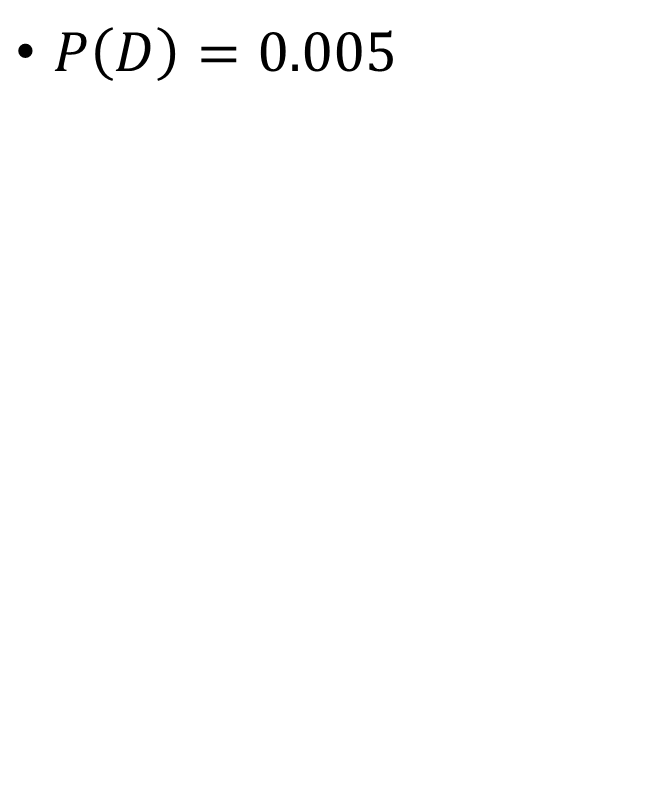 • P(D) = 0.005